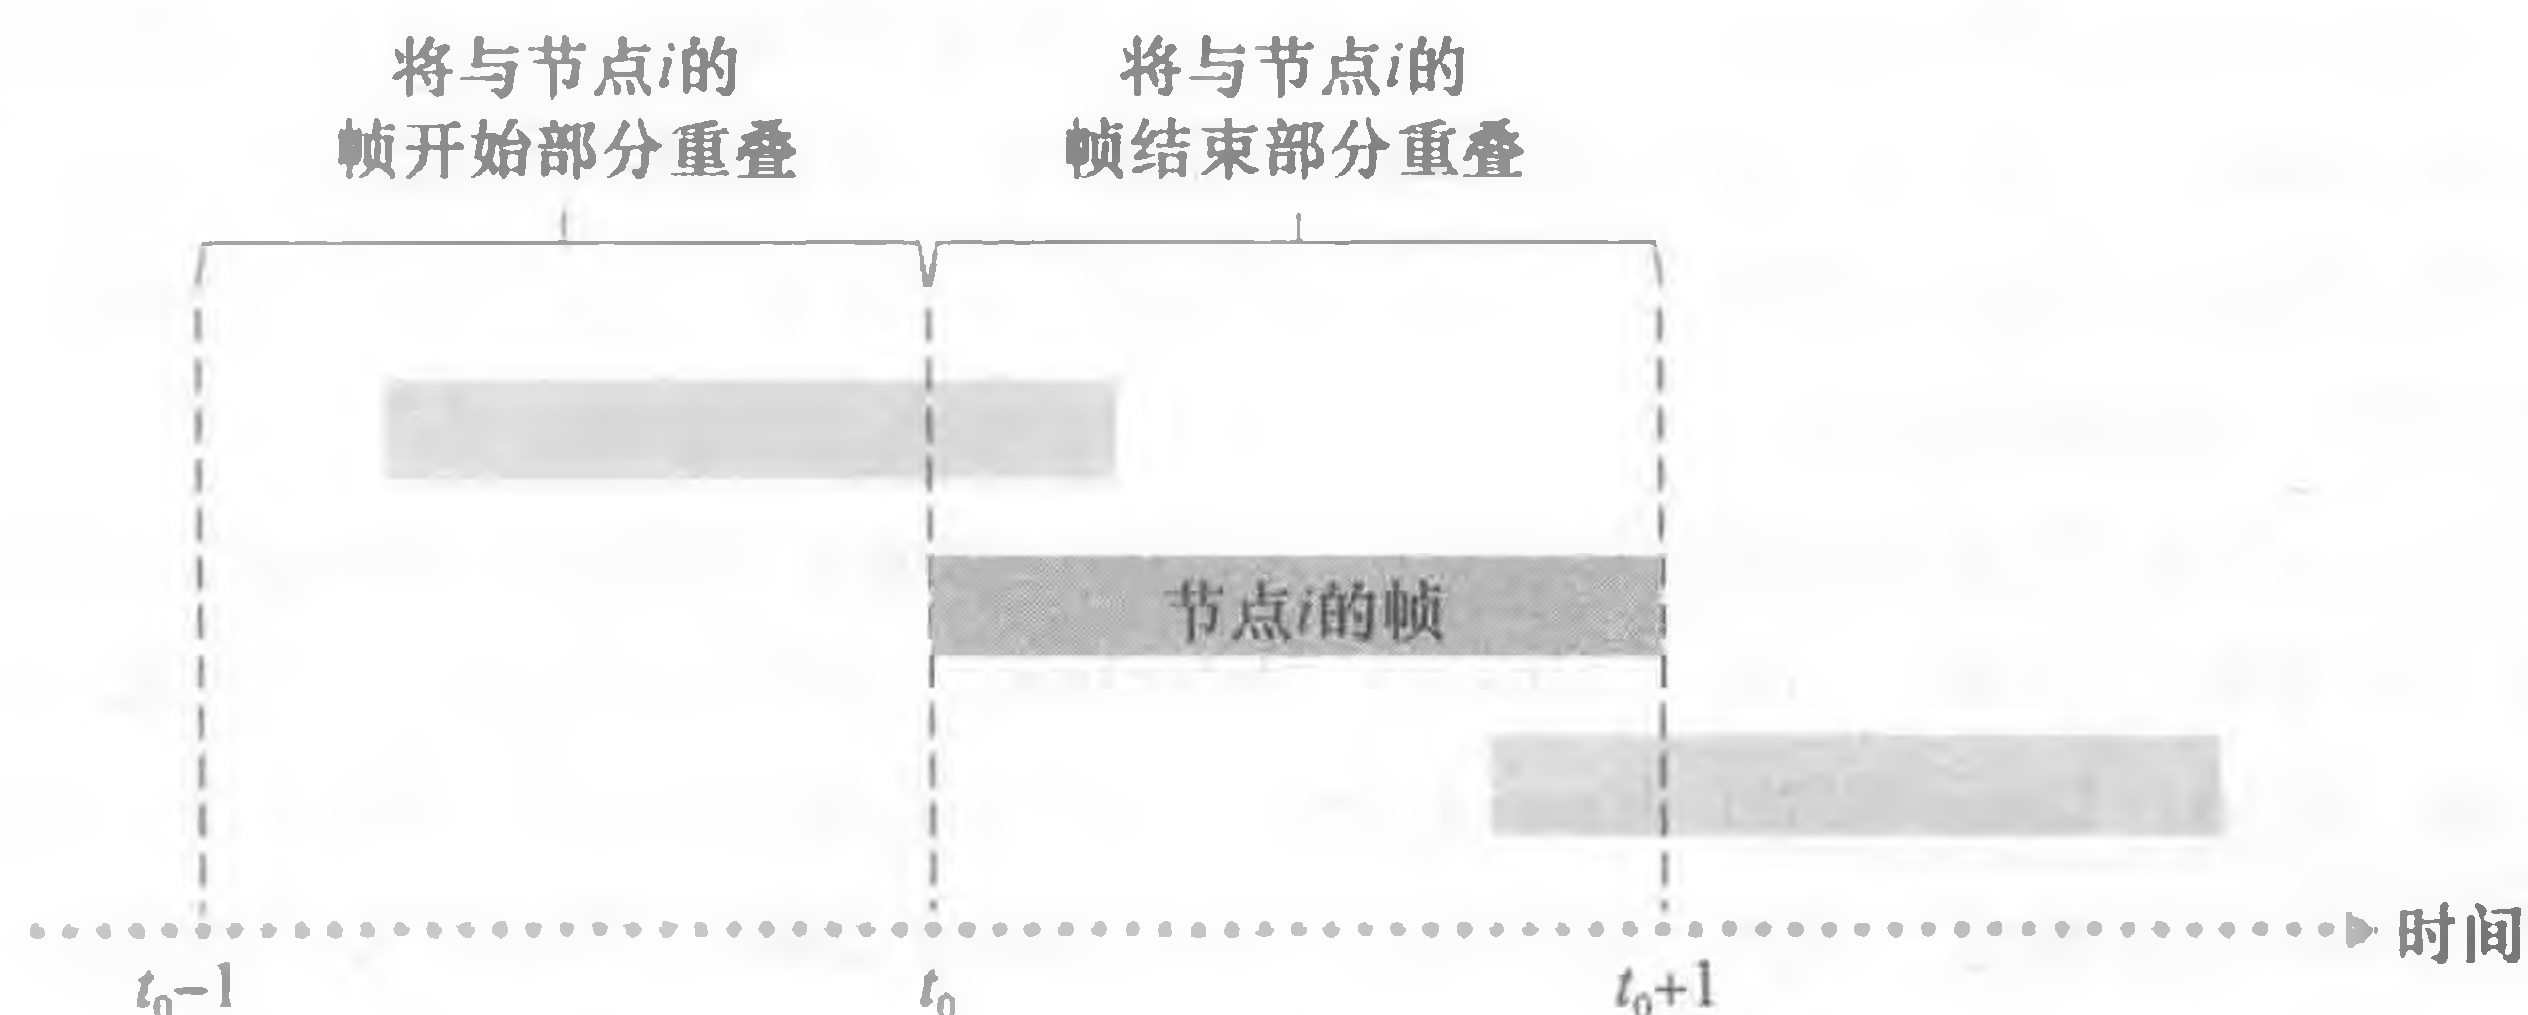 将与节点i的
帧开始部分重叠
将与节点i的
帧结束部分重叠
节点i的帧
时间
t₀−1
t₀
t₀+1